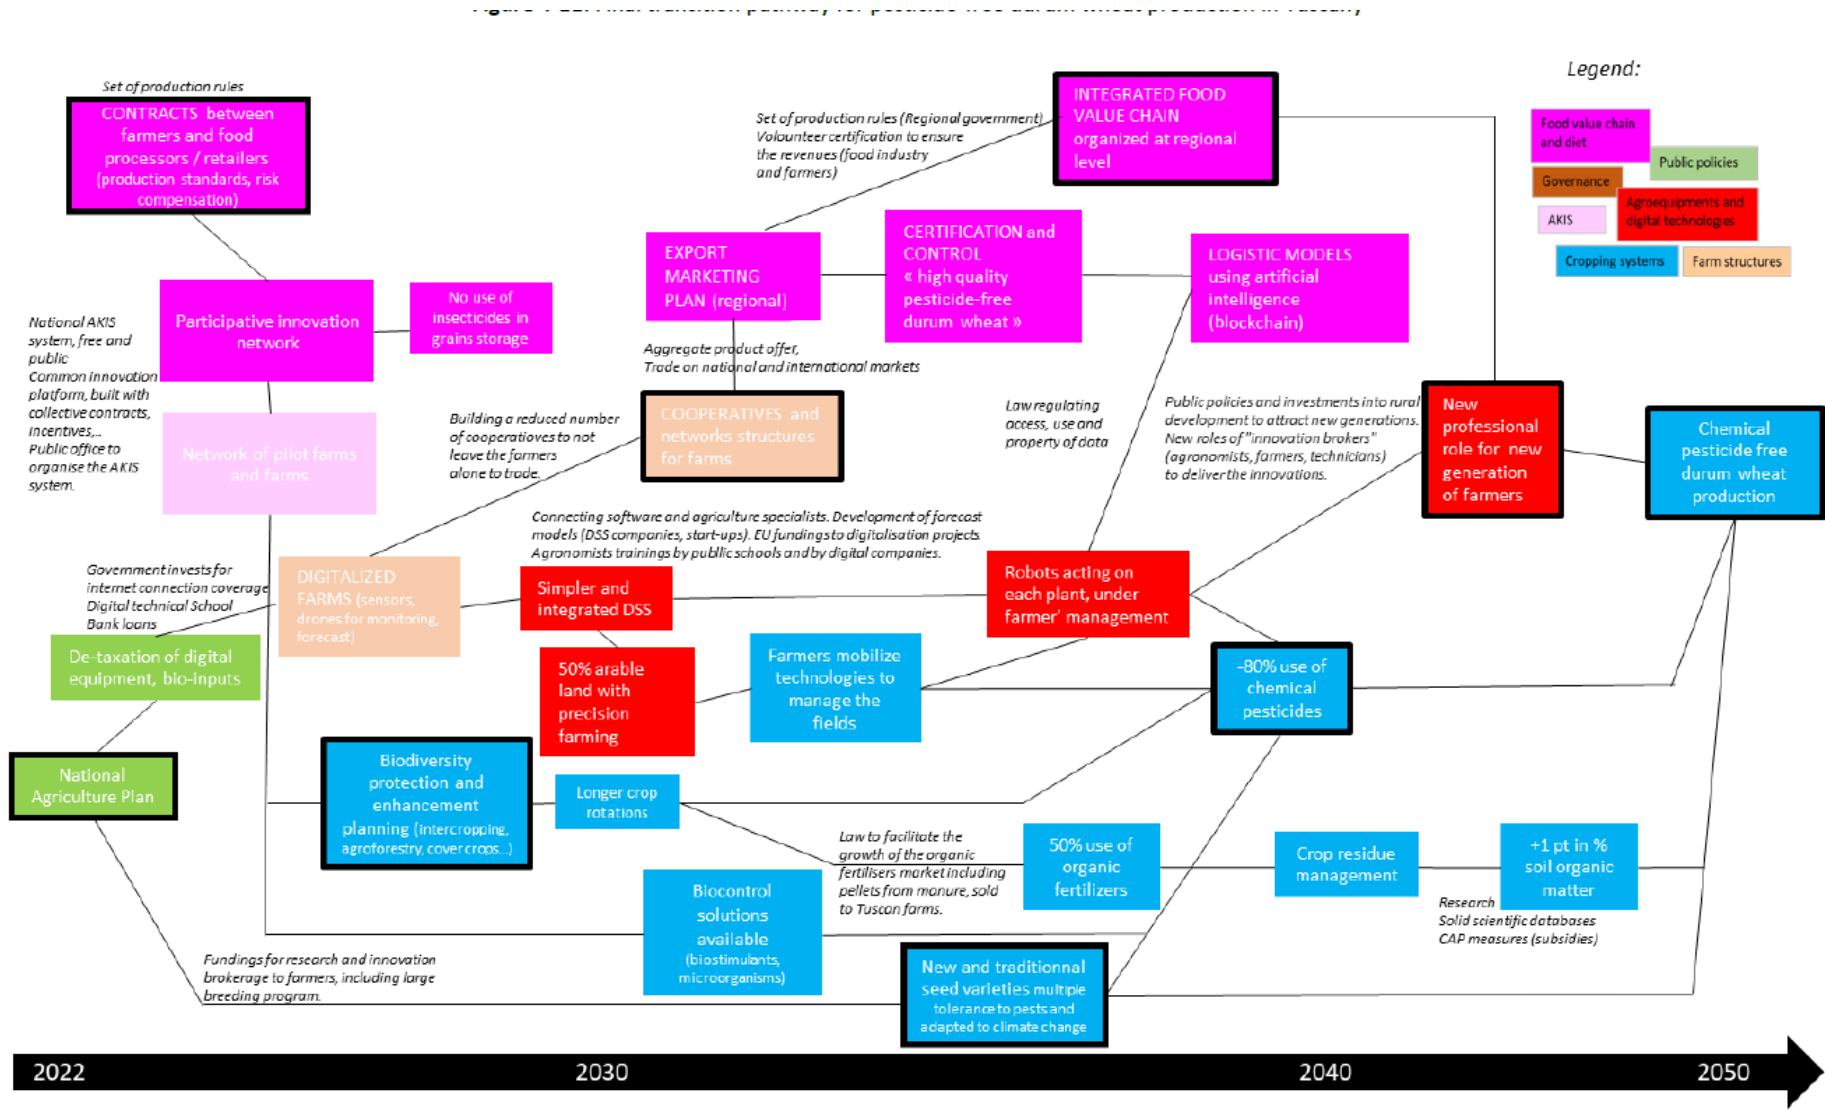 Figure 4-22: Final transition pathway for pesticide-free durum wheat production in Tuscany
Legend:
Food value chain
and diet
Public policies
Governance
Agroequipments and
digital technologies
AKIS
Cropping systems
Farm structures
Set of production rules
CONTRACTS between
farmers and food
processors / retailers
(production standards, risk
compensation)
Set of production rules (Regional government)
Volounteer certification to ensure
the revenues (food industry
and farmers)
INTEGRATED FOOD
VALUE CHAIN
organized at regional
level
EXPORT
MARKETING
PLAN (regional)
CERTIFICATION and
CONTROL
« high quality
pesticide-free
durum wheat »
LOGISTIC MODELS
using artificial
intelligence
(blockchain)
Participative innovation
network
No use of
insecticides in
grains storage
National AKIS
system, free and
public
Common innovation
platform, built with
collective contracts,
incentives,..
Public office to
organise the AKIS
system.
Aggregate product offer,
Trade on national and international markets
Network of pilot farms
and farms
Building a reduced number
of cooperatioves to not
leave the farmers
alone to trade.
COOPERATIVES and
networks structures
for farms
Law regulating
access, use and
property of data
Public policies and investments into rural
development to attract new generations.
New roles of "innovation brokers"
(agronomists, farmers, technicians)
to deliver the innovations.
New
professional
role for new
generation
of farmers
Chemical
pesticide free
durum wheat
production
Connecting software and agriculture specialists. Development of forecast
models (DSS companies, start-ups). EU fundings to digitalisation projects.
Agronomists trainings by publlic schools and by digital companies.
Government invests for
internet connection coverage
Digital technical School
Bank loans
DIGITALIZED
FARMS (sensors,
drones for monitoring,
forecast)
Simpler and
integrated DSS
Robots acting on
each plant, under
farmer' management
De-taxation of digital
equipment, bio-inputs
50% arable
land with
precision
farming
Farmers mobilize
technologies to
manage the
fields
-80% use of
chemical
pesticides
National
Agriculture Plan
Biodiversity
protection and
enhancement
planning (intercropping,
agroforestry, cover crops...)
Longer crop
rotations
Law to facilitate the
growth of the organic
fertilisers market including
pellets from manure, sold
to Tuscan farms.
50% use of
organic
fertilizers
Crop residue
management
+1 pt in %
soil organic
matter
Research
Solid scientific databases
CAP measures (subsidies)
Biocontrol
solutions
available
(biostimulants,
microorganisms)
Fundings for research and innovation
brokerage to farmers, including large
breeding program.
New and traditionnal
seed varieties multiple
tolerance to pests and
adapted to climate change
2022
2030
2040
2050